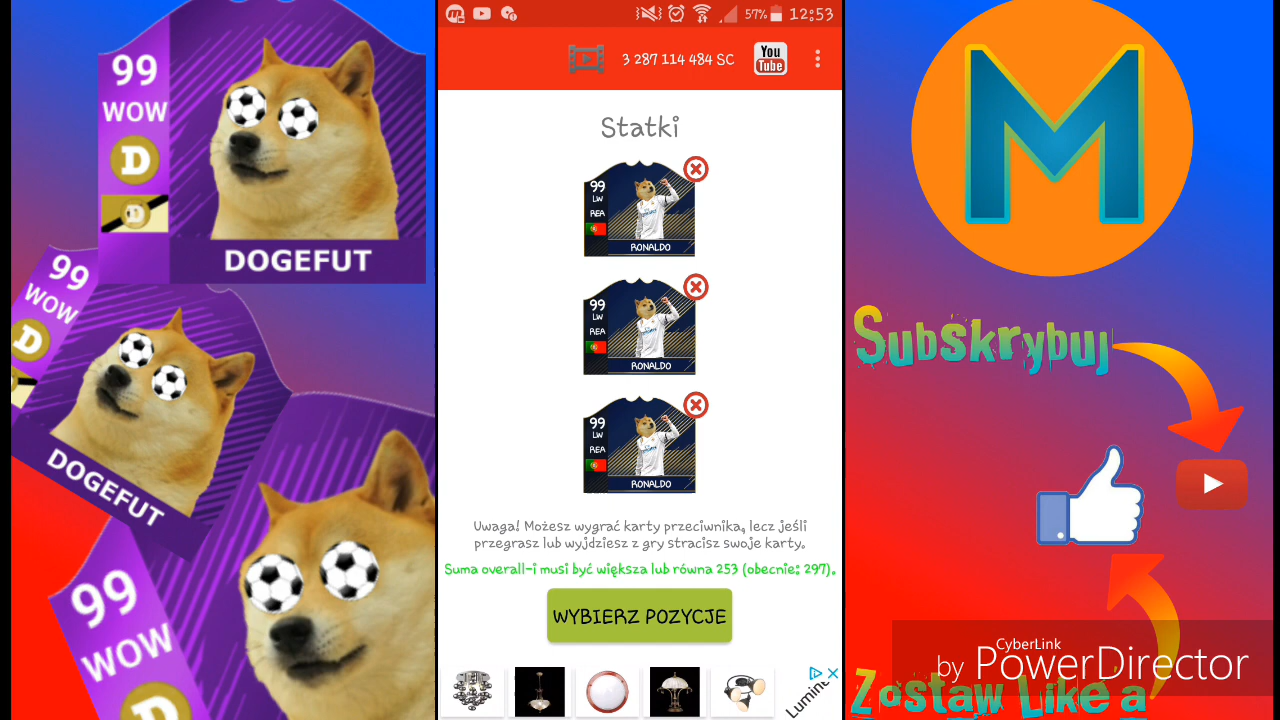 99
WOW
D
DOGEFUT
99
WOW
D
DOGEFUT
99
WOW
D
57% 12:53
3 287 114 484 SC
You
Tube
Statki
99
LW
REA
RONALDO
99
LW
REA
RONALDO
99
LW
REA
RONALDO
Uwaga! Możesz wygrać karty przeciwnika, lecz jeśli
przegrasz lub wyjdziesz z gry stracisz swoje karty.
Suma overall-i musi być większa lub równa 253 (obecnie: 297).
WYBIERZ POZYCJE
M
Subskrybuj
CyberLink
by PowerDirector
Zostaw Like a